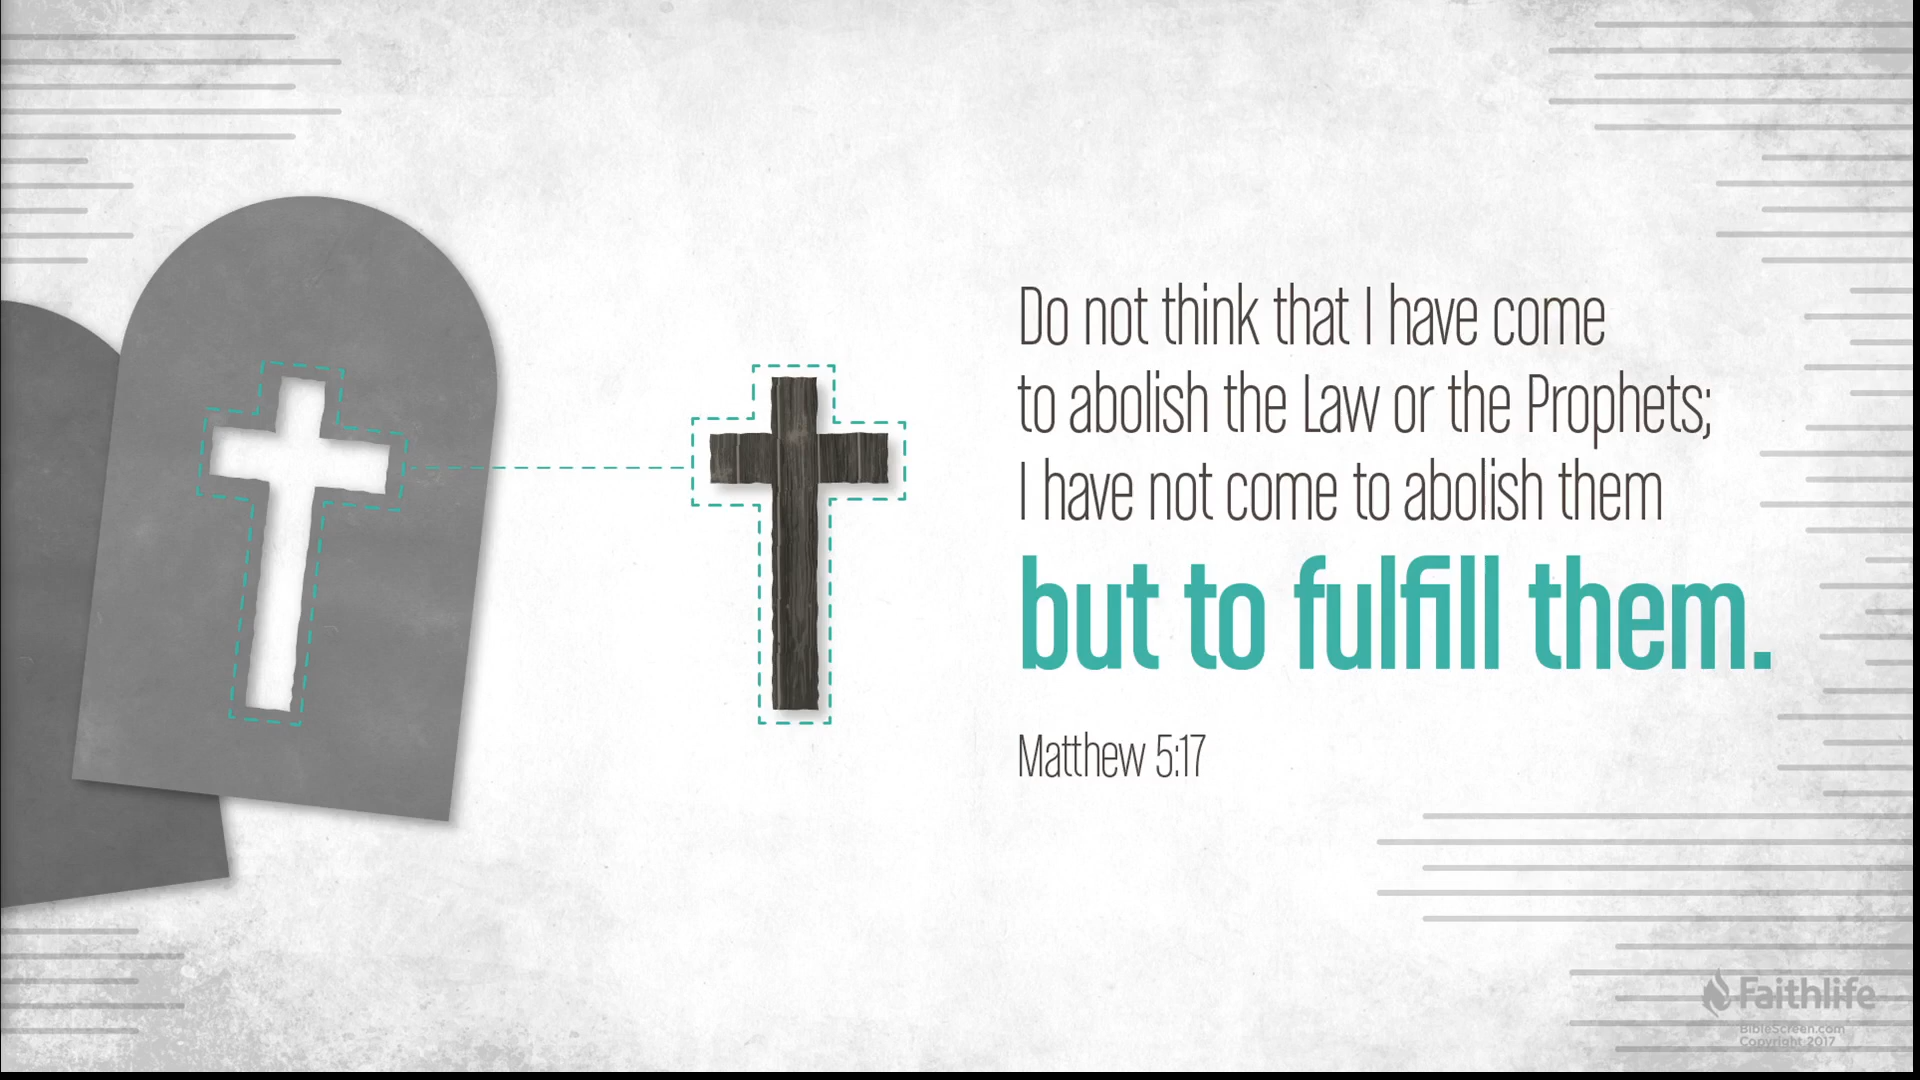 Do not think that I have come
to abolish the Law or the Prophets;
I have not come to abolish them
but to fulfill them.
Matthew 5:17
Faithlife
BibleScreen.com
Copyright 2017